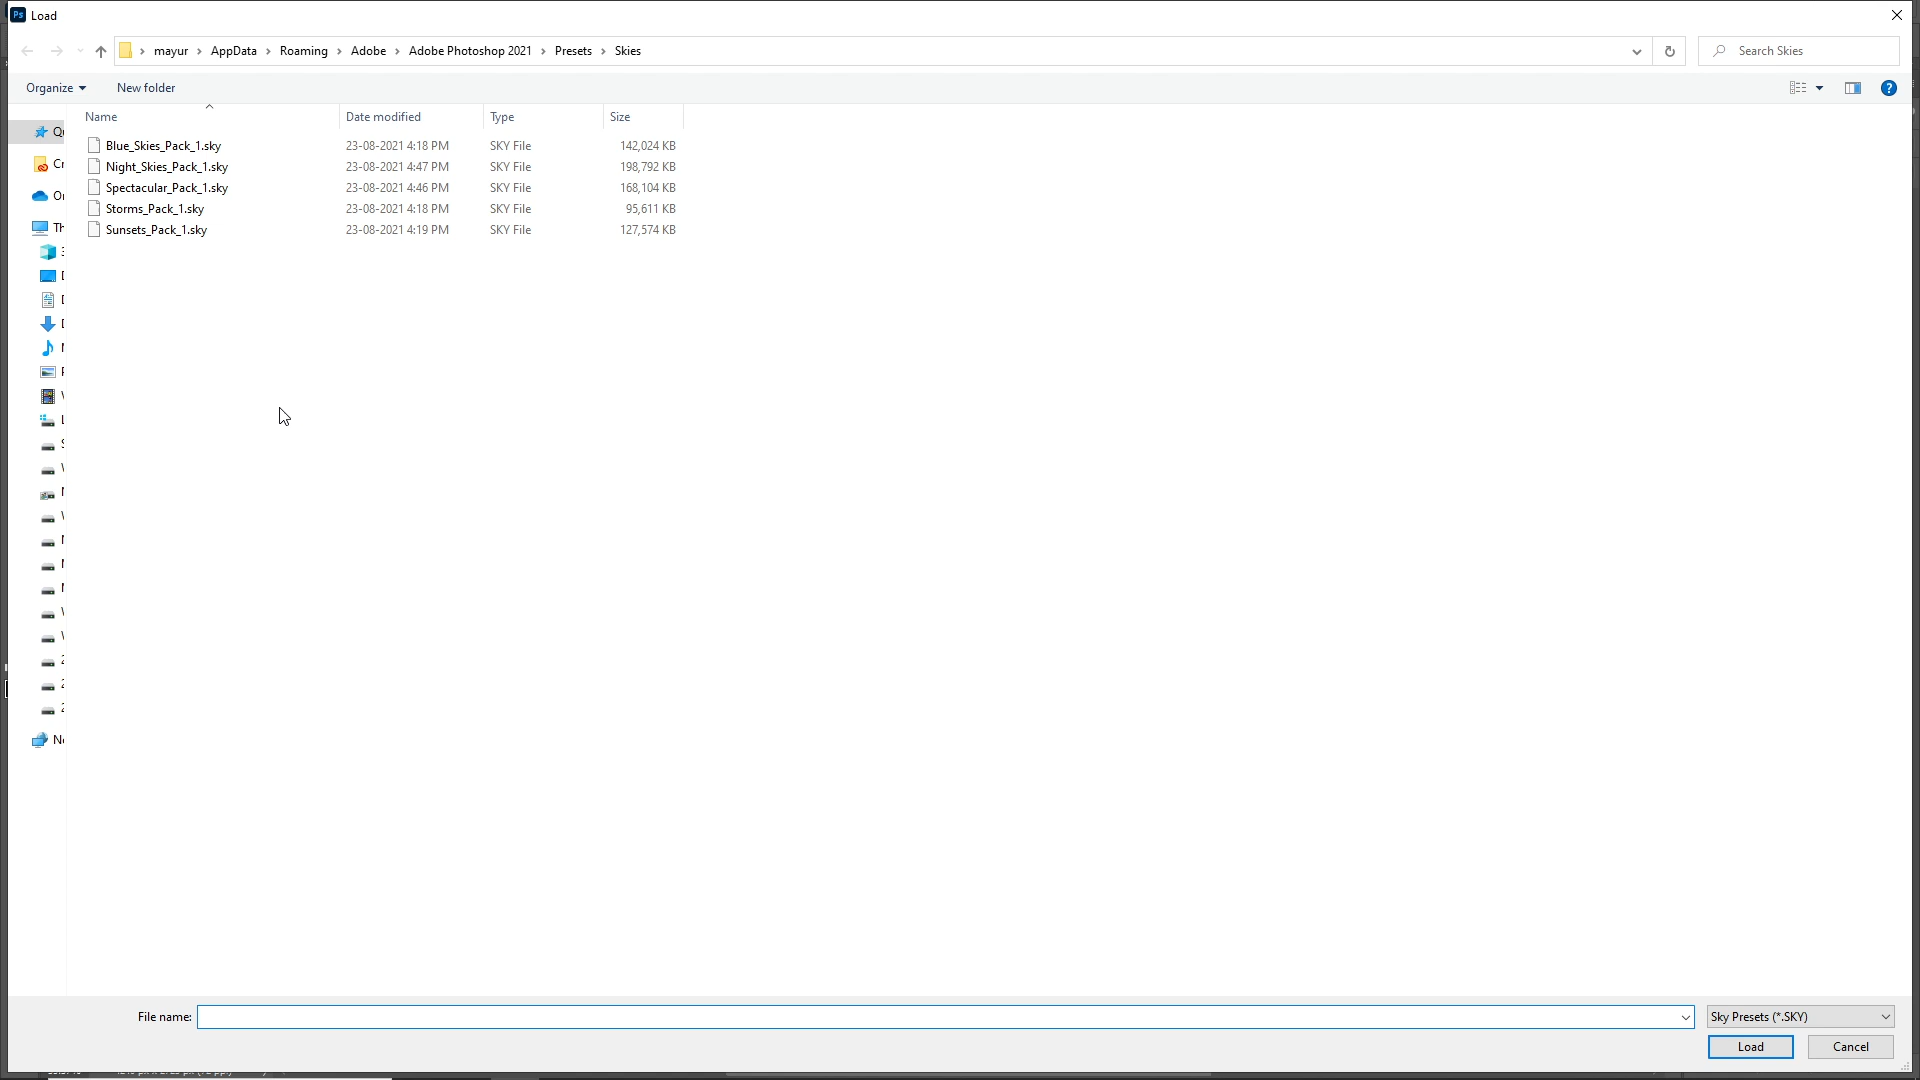 Ps Load
mayur > AppData > Roaming > Adobe > Adobe Photoshop 2021 > Presets > Skies
Search Skies
Organize
New folder
Name Date modified Type Size
Blue_Skies_Pack_1.sky 23-08-2021 4:18 PM SKY File 142,024 KB
Night_Skies_Pack_1.sky 23-08-2021 4:47 PM SKY File 198,792 KB
Spectacular_Pack_1.sky 23-08-2021 4:46 PM SKY File 168,104 KB
Storms_Pack_1.sky 23-08-2021 4:18 PM SKY File 95,611 KB
Sunsets_Pack_1.sky 23-08-2021 4:19 PM SKY File 127,574 KB
File name:
Sky Presets (*.SKY)
Load
Cancel